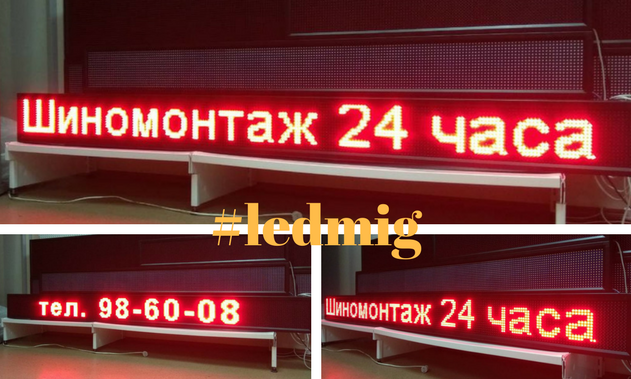 Шиномонтаж 24 часа
#ledmig
тел. 98-60-08
Шиномонтаж 24 часа